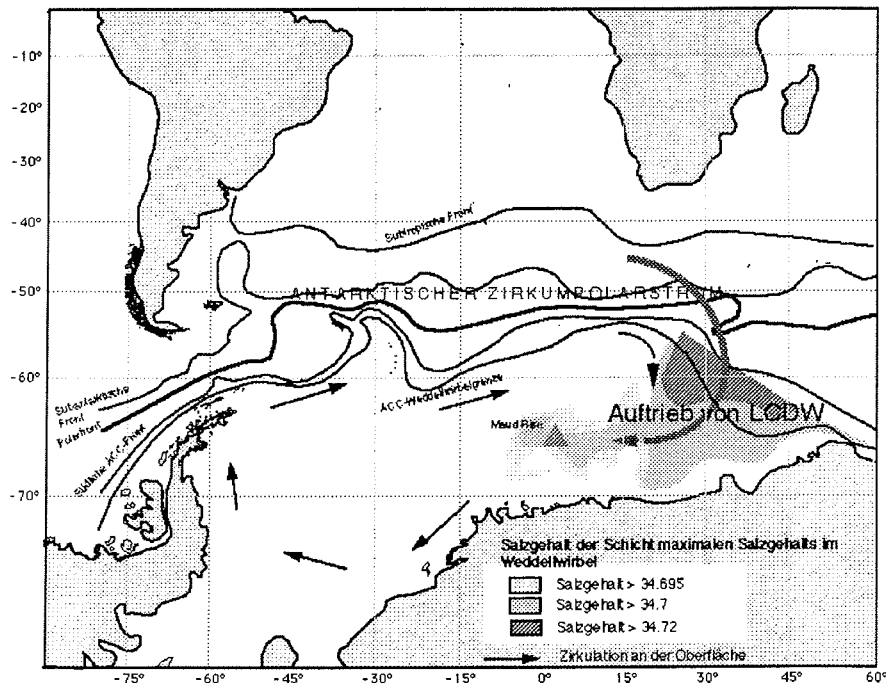 -10°
-20°
-30°
-40°
-50°
-60°
-70°
Subtropische Front
ANTARKTISCHER ZIRKUMPOLARSTROM
Subantarktische
Front
Polarfront
Südliche ACC-Front
ACC-Weddellwirbelgrenze
Auftrieb von LCDW
Maud Rise
Salzgehalt der Schicht maximalen Salzgehalts im
Weddellwirbel
Salzgehalt > 34.695
Salzgehalt > 34.7
Salzgehalt > 34.72
Zirkulation an der Oberfläche
-75° -60° -45° -30° -15° 0° 15° 30° 45° 60°